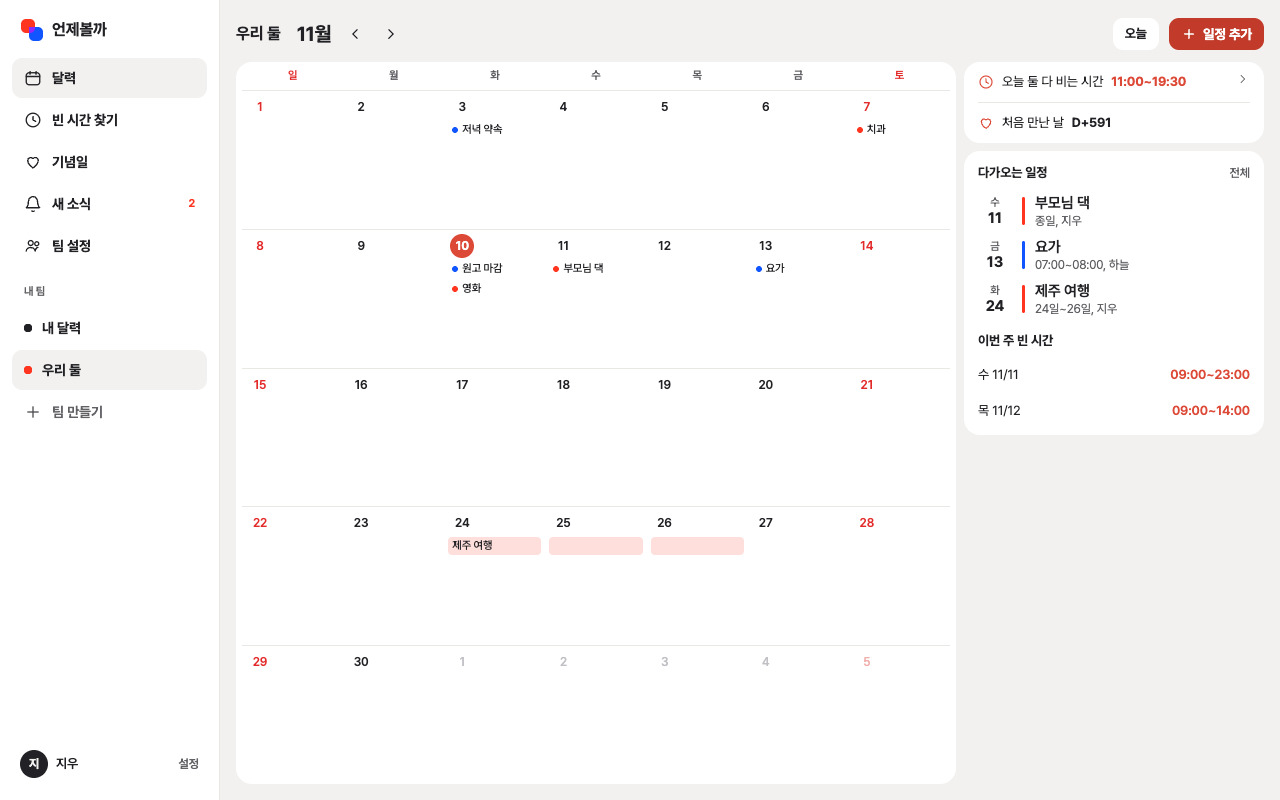 언제볼까
달력
빈 시간 찾기
기념일
새 소식 2
팀 설정
내 팀
내 달력
우리 둘
팀 만들기
지 지우 설정
우리 둘 11월
오늘 일정 추가
일 월 화 수 목 금 토
1 2 3 4 5 6 7
저녁 약속 치과
8 9 10 11 12 13 14
원고 마감 부모님 댁 요가
영화
15 16 17 18 19 20 21
22 23 24 25 26 27 28
제주 여행
29 30 1 2 3 4 5
오늘 둘 다 비는 시간 11:00~19:30
처음 만난 날 D+591
다가오는 일정 전체
수 11 부모님 댁
종일, 지우
금 13 요가
07:00~08:00, 하늘
화 24 제주 여행
24일~26일, 지우
이번 주 빈 시간
수 11/11 09:00~23:00
목 11/12 09:00~14:00